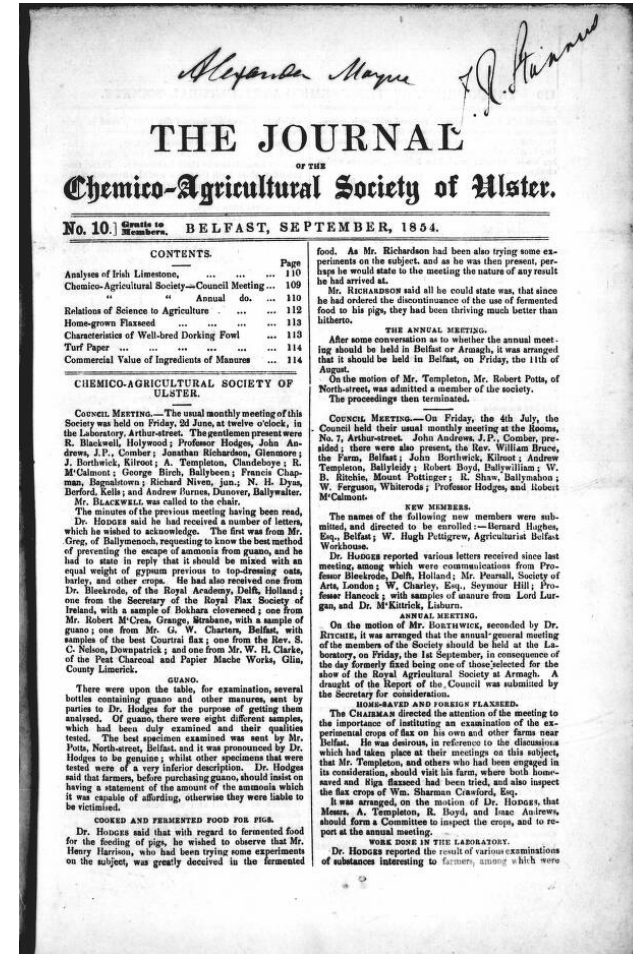 Alexander Mayne
J. R. Stannus
THE JOURNAL
OF THE
Chemico-Agricultural Society of Ulster.
No. 10.] Gratis to Members. BELFAST, SEPTEMBER, 1854.
CONTENTS.
Page
Analyses of Irish Limestone, ... ... ... 110
Chemico-Agricultural Society—Council Meeting ... 109
" " Annual do. ... 110
Relations of Science to Agriculture . ... ... 112
Home-grown Flaxseed ... ... ... ... 113
Characteristics of Well-bred Dorking Fowl ... 113
Turf Paper ... ... ... ... ... ... 114
Commercial Value of Ingredients of Manures ... 114
CHEMICO-AGRICULTURAL SOCIETY OF
ULSTER.
COUNCIL MEETING.—The usual monthly meeting of this
Society was held on Friday, 2d June, at twelve o'clock, in
the Laboratory, Arthur-street. The gentlemen present were
R. Blackwell, Holywood; Professor Hodges, John An-
drews, J.P., Comber; Jonathan Richardson, Glenmore;
J. Borthwick, Kilroot; A. Templeton, Clandeboye; R.
M'Calmont; George Birch, Ballybeen; Francis Chap-
man, Bagnalstown; Richard Niven, jun.; N. H. Dyas,
Berford, Kells; and Andrew Burnes, Dunover, Ballywalter.
Mr. BLACKWELL was called to the chair.
The minutes of the previous meeting having been read,
Dr. HODGES said he had received a number of letters,
which he wished to acknowledge. The first was from Mr.
Greg, of Ballymenoch, requesting to know the best method
of preventing the escape of ammonia from guano, and he
had to state in reply that it should be mixed with an
equal weight of gypsum previous to top-dressing oats,
barley, and other crops. He had also received one from
Dr. Bleekrode, of the Royal Academy, Delft, Holland;
one from the Secretary of the Royal Flax Society of
Ireland, with a sample of Bokhara cloverseed; one from
Mr. Robert M'Crea, Grange, Strabane, with a sample of
guano; one from Mr. G. W. Charters, Belfast, with
samples of the best Courtrai flax; one from the Rev. S.
C. Nelson, Downpatrick; and one from Mr. W. H. Clarke,
of the Peat Charcoal and Papier Mache Works, Glin,
County Limerick.
GUANO.
There were upon the table, for examination, several
bottles containing guano and other manures, sent by
parties to Dr. Hodges for the purpose of getting them
analysed. Of guano, there were eight different samples,
which had been duly examined and their qualities
tested. The best specimen examined was sent by Mr.
Potts, North-street, Belfast, and it was pronounced by Dr.
Hodges to be genuine; whilst other specimens that were
tested were of a very inferior description. Dr. Hodges
said that farmers, before purchasing guano, should insist on
having a statement of the amount of the ammonia which
it was capable of affording, otherwise they were liable to
be victimised.
COOKED AND FERMENTED FOOD FOR PIGS.
Dr. HODGES said that with regard to fermented food
for the feeding of pigs, he wished to observe that Mr.
Henry Harrison, who had been trying some experiments
on the subject, was greatly deceived in the fermented
food. As Mr. Richardson had been also trying some ex-
periments on the subject, and as he was then present, per-
haps he would state to the meeting the nature of any result
he had arrived at.
Mr. RICHARDSON said all he could state was, that since
he had ordered the discontinuance of the use of fermented
food to his pigs, they had been thriving much better than
hitherto.
THE ANNUAL MEETING.
After some conversation as to whether the annual meet-
ing should be held in Belfast or Armagh, it was arranged
that it should be held in Belfast, on Friday, the 11th of
August.
On the motion of Mr. Templeton, Mr. Robert Potts, of
North-street, was admitted a member of the society.
The proceedings then terminated.
COUNCIL MEETING.—On Friday, the 4th July, the
Council held their usual monthly meeting at the Rooms,
No. 7, Arthur-street. John Andrews, J.P., Comber, pre-
sided; there were also present, the Rev. William Bruce,
the Farm, Belfast; John Borthwick, Kilroot; Andrew
Templeton, Ballyleidy; Robert Boyd, Ballywilliam; W.
B. Ritchie, Mount Pottinger; R. Shaw, Ballymahon;
W. Ferguson, Whiterods; Professor Hodges, and Robert
M'Calmont.
NEW MEMBERS.
The names of the following new members were sub-
mitted, and directed to be enrolled:—Bernard Hughes,
Esq., Belfast; W. Hugh Pettigrew, Agriculturist Belfast
Workhouse.
Dr. HODGES reported various letters received since last
meeting, among which were communications from Pro-
fessor Bleekrode, Delft, Holland; Mr. Pearsall, Society of
Arts, London; W. Charley, Esq., Seymour Hill; Pro-
fessor Hancock; with samples of manure from Lord Lur-
gan, and Dr. M'Kittrick, Lisburn.
ANNUAL MEETING.
On the motion of Mr. BORTHWICK, seconded by Dr.
RITCHIE, it was arranged that the annual general meeting
of the members of the Society should be held at the La-
boratory, on Friday, the 1st September, in consequence of
the day formerly fixed being one of those selected for the
show of the Royal Agricultural Society at Armagh. A
draught of the Report of the Council was submitted by
the Secretary for consideration.
HOME-SAVED AND FOREIGN FLAXSEED.
The CHAIRMAN directed the attention of the meeting to
the importance of instituting an examination of the ex-
perimental crops of flax on his own and other farms near
Belfast. He was desirous, in reference to the discussions
which had taken place at their meetings on this subject,
that Mr. Templeton, and others who had been engaged in
its consideration, should visit his farm, where both home-
saved and Riga flaxseed had been tried, and also inspect
the flax crops of Wm. Sharman Crawford, Esq.
It was arranged, on the motion of Dr. HODGES, that
Messrs. A. Templeton, R. Boyd, and Isaac Andrews,
should form a Committee to inspect the crops, and to re-
port at the annual meeting.
WORK DONE IN THE LABORATORY.
Dr. HODGES reported the result of various examinations
of substances interesting to farmers, among which were